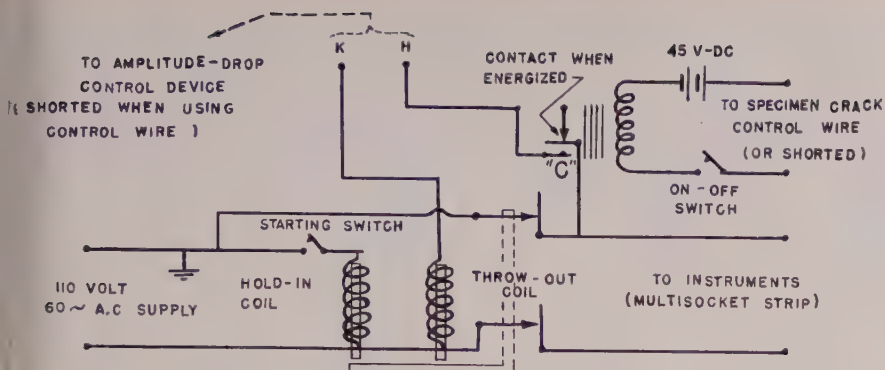 TO AMPLITUDE-DROP
CONTROL DEVICE
SHORTED WHEN USING
CONTROL WIRE )
K
H
CONTACT WHEN
ENERGIZED
45 V-DC
TO SPECIMEN CRACK
CONTROL WIRE
(OR SHORTED)
"C"
ON-OFF
SWITCH
STARTING SWITCH
110 VOLT
60~ A.C SUPPLY
HOLD-IN
COIL
THROW-OUT
COIL
TO INSTRUMENTS
(MULTISOCKET STRIP)